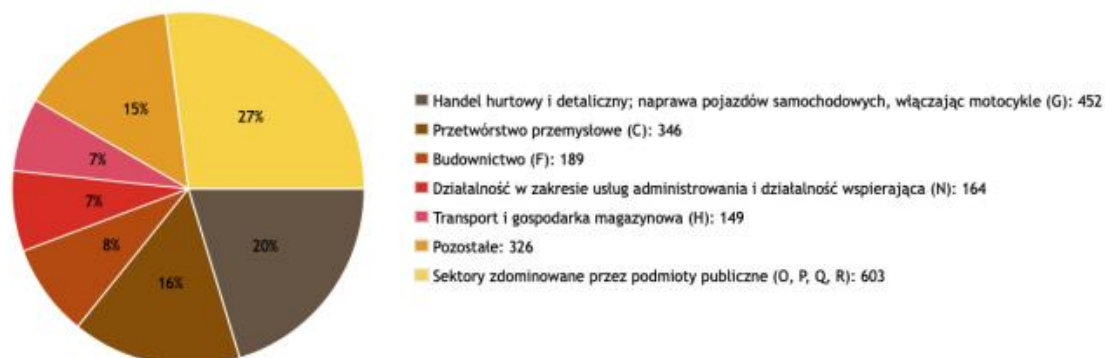 15%
27%
7%
7%
8%
16%
20%
Handel hurtowy i detaliczny; naprawa pojazdów samochodowych, włączając motocykle (G): 452
Przetwórstwo przemysłowe (C): 346
Budownictwo (F): 189
Działalność w zakresie usług administrowania i działalność wspierająca (N): 164
Transport i gospodarka magazynowa (H): 149
Pozostałe: 326
Sektory zdominowane przez podmioty publiczne (O, P, Q, R): 603